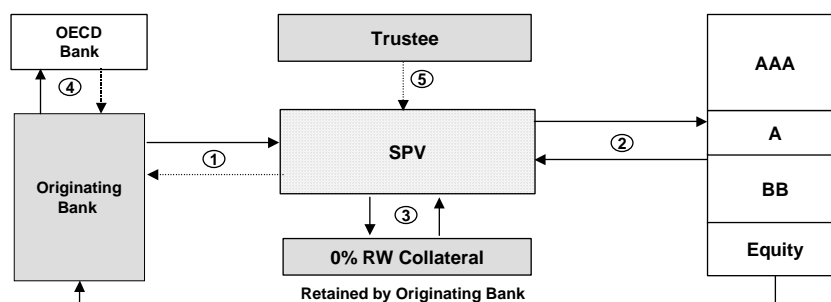 OECD
Bank
Trustee
AAA
④
⑤
A
①
SPV
②
Originating
Bank
BB
③
0% RW Collateral
Equity
Retained by Originating Bank